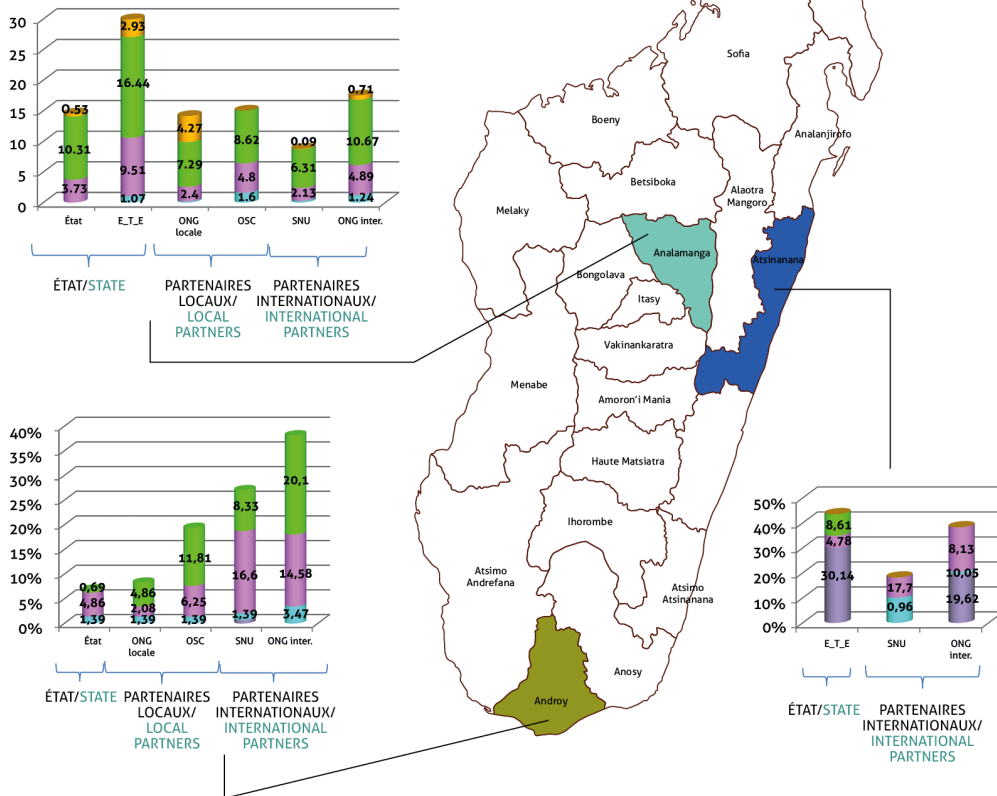 30
25
20
15
10
5
0
0.53
10.31
3.73
2.93
16.44
9.51
1.07
4.27
7.29
2.4
8.62
4.8
1.6
0.09
6.31
2.13
0.71
10.67
4.89
1.24
État
E_T_E
ONG
locale
OSC
SNU
ONG inter.
ÉTAT/STATE
PARTENAIRES
LOCAUX/
LOCAL
PARTNERS
PARTENAIRES
INTERNATIONAUX/
INTERNATIONAL
PARTNERS
Sofia
Boeny
Analanjirofo
Betsiboka
Alaotra
Mangoro
Melaky
Analamanga
Atsinanana
Bongolava
Itasy
Vakinankaratra
Menabe
Amoron'i Mania
Haute Matsiatra
Ihorombe
Atsimo
Andrefana
Atsimo
Atsinanana
Anosy
Androy
40%
35%
30%
25%
20%
15%
10%
5%
0%
0,69
4,86
1,39
4,86
2,08
1,39
11,81
6,25
1,39
8,33
16,6
1,39
20,1
14,58
3,47
État
ONG
locale
OSC
SNU
ONG inter.
ÉTAT/STATE
PARTENAIRES
LOCAUX/
LOCAL
PARTNERS
PARTENAIRES
INTERNATIONAUX/
INTERNATIONAL
PARTNERS
50%
40%
30%
20%
10%
0%
8,61
4,78
30,14
17,7
0,96
8,13
10,05
19,62
E_T_E
SNU
ONG
inter.
ÉTAT/STATE
PARTENAIRES
INTERNATIONAUX/
INTERNATIONAL
PARTNERS